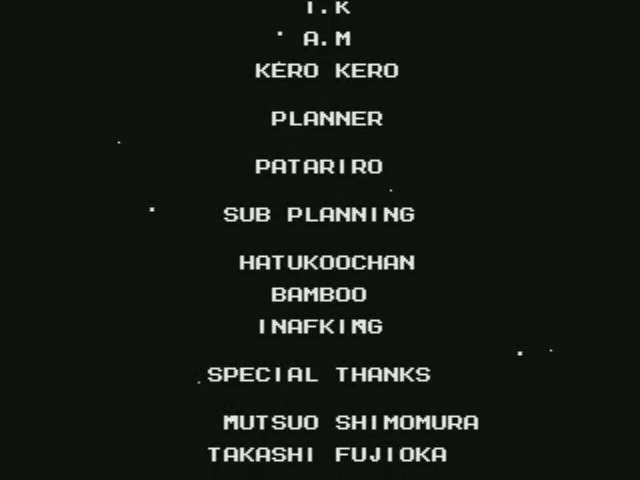 I.K
A.M
KERO KERO
PLANNER
PATARIRO
SUB PLANNING
HATUKOOCHAN
BAMBOO
INAFKING
SPECIAL THANKS
MUTSUO SHIMOMURA
TAKASHI FUJIOKA